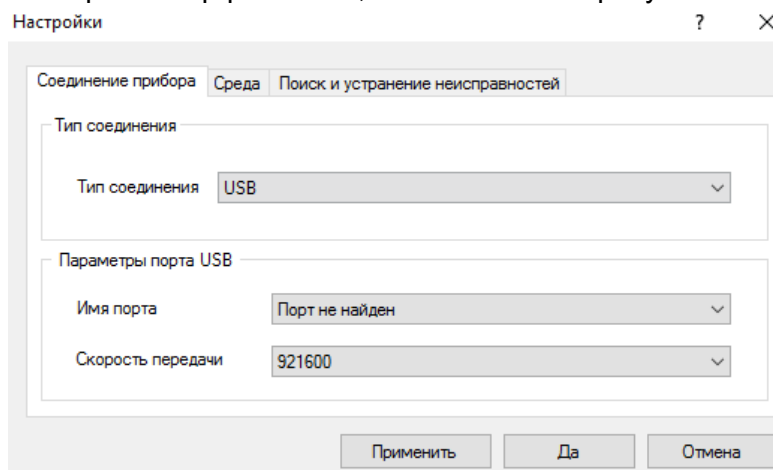 Настройки ?
Соединение прибора Среда Поиск и устранение неисправностей
Тип соединения
Тип соединения USB
Параметры порта USB
Имя порта Порт не найден
Скорость передачи 921600
Применить Да Отмена